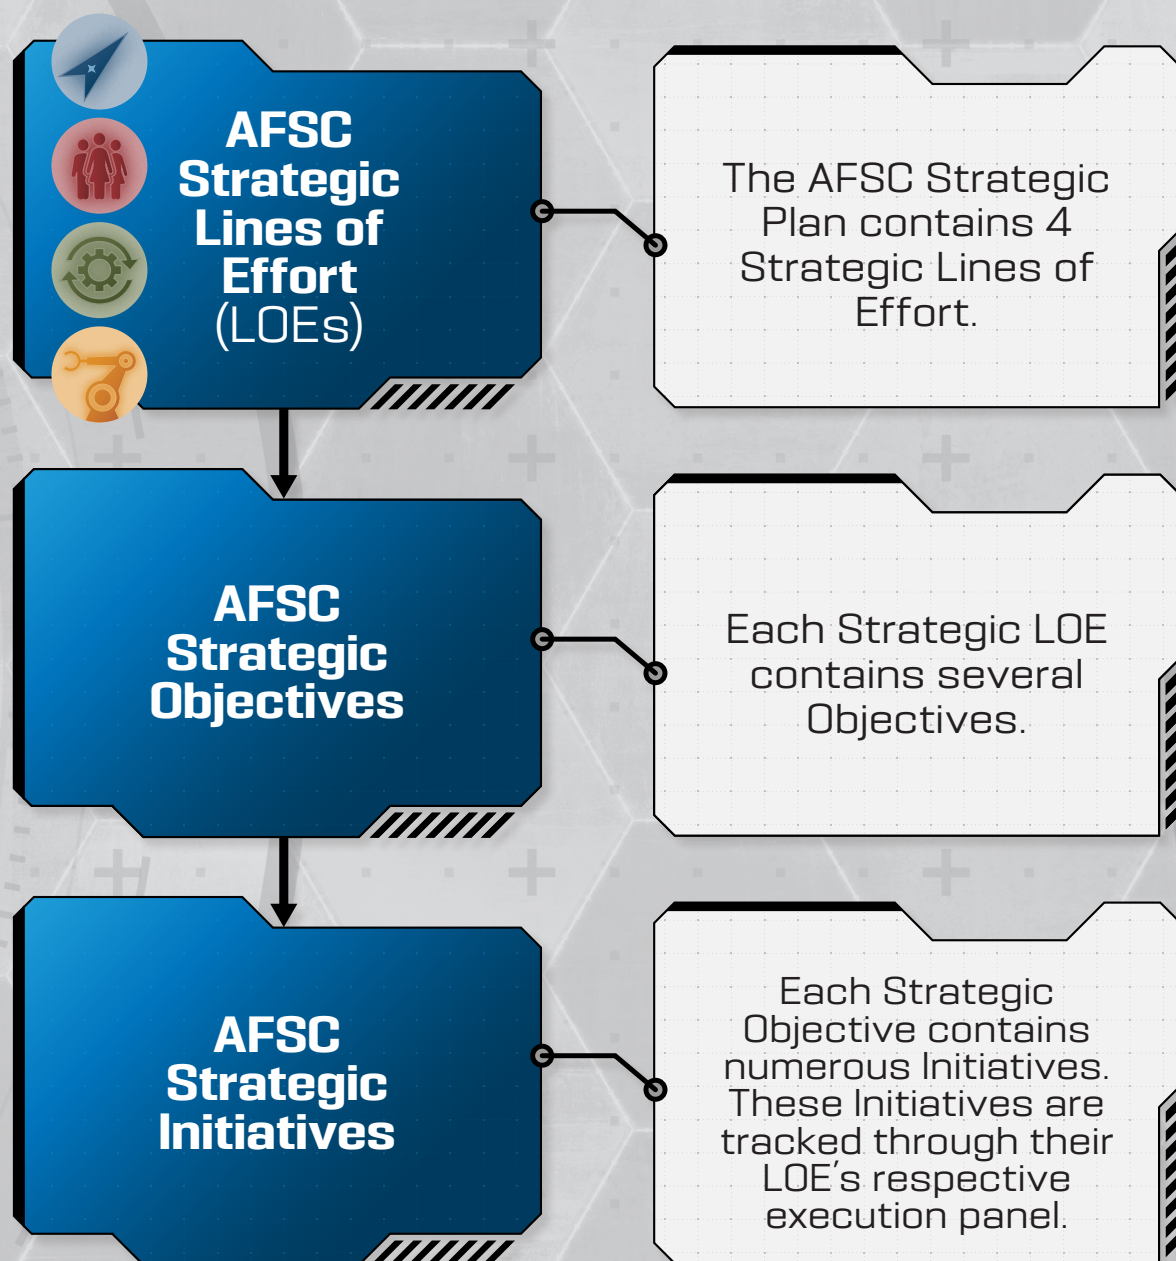 AFSC
Strategic
Lines of
Effort
(LOEs)
The AFSC Strategic
Plan contains 4
Strategic Lines of
Effort.
AFSC
Strategic
Objectives
Each Strategic LOE
contains several
Objectives.
AFSC
Strategic
Initiatives
Each Strategic
Objective contains
numerous Initiatives.
These Initiatives are
tracked through their
LOE's respective
execution panel.